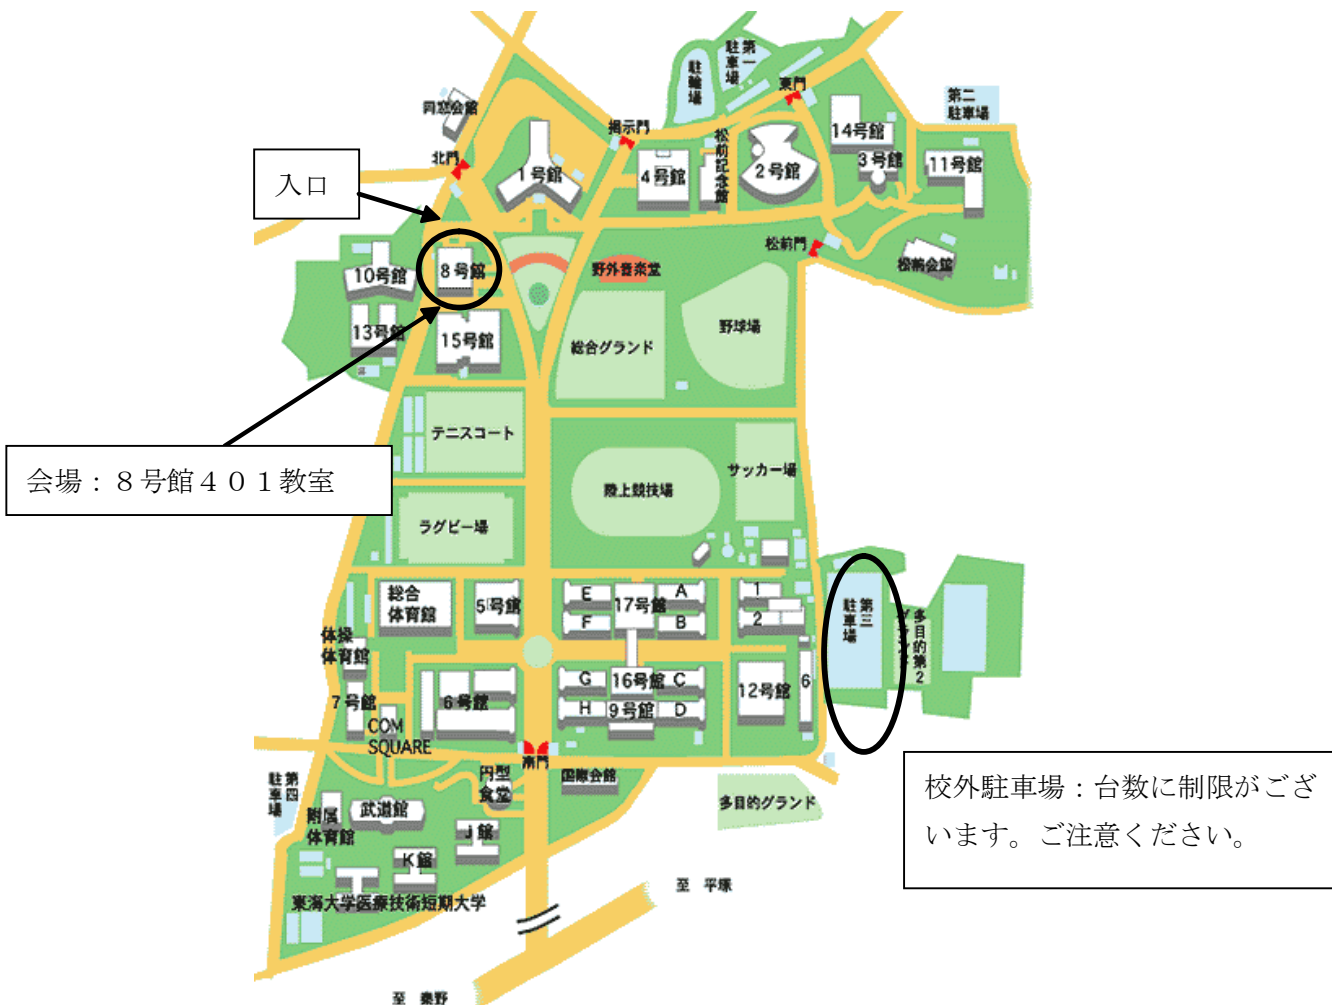 第一
駐車場
駐輪場
東門
第二
駐車場
同窓会館
掲示門
14号館
松前記念館
北門
1号館
4号館
2号館
3号館
11号館
入口
松前門
松前会館
8号館
10号館
野外音楽堂
13号館
15号館
総合グランド
野球場
テニスコート
サッカー場
会場：８号館４０１教室
陸上競技場
ラグビー場
総合
体育館
5号館
E
17号館
A
1
F
B
2
第三
駐車場
多目的第2
グランド
体操
体育館
G
16号館
C
12号館
6
7号館
6号館
H
9号館
D
COM
SQUARE
南門
円型
食堂
国際会館
校外駐車場：台数に制限がござ
います。ご注意ください。
第四
駐車場
附属
体育館
武道館
多目的グランド
J館
K館
至 平塚
東海大学医療技術短期大学
至 秦野